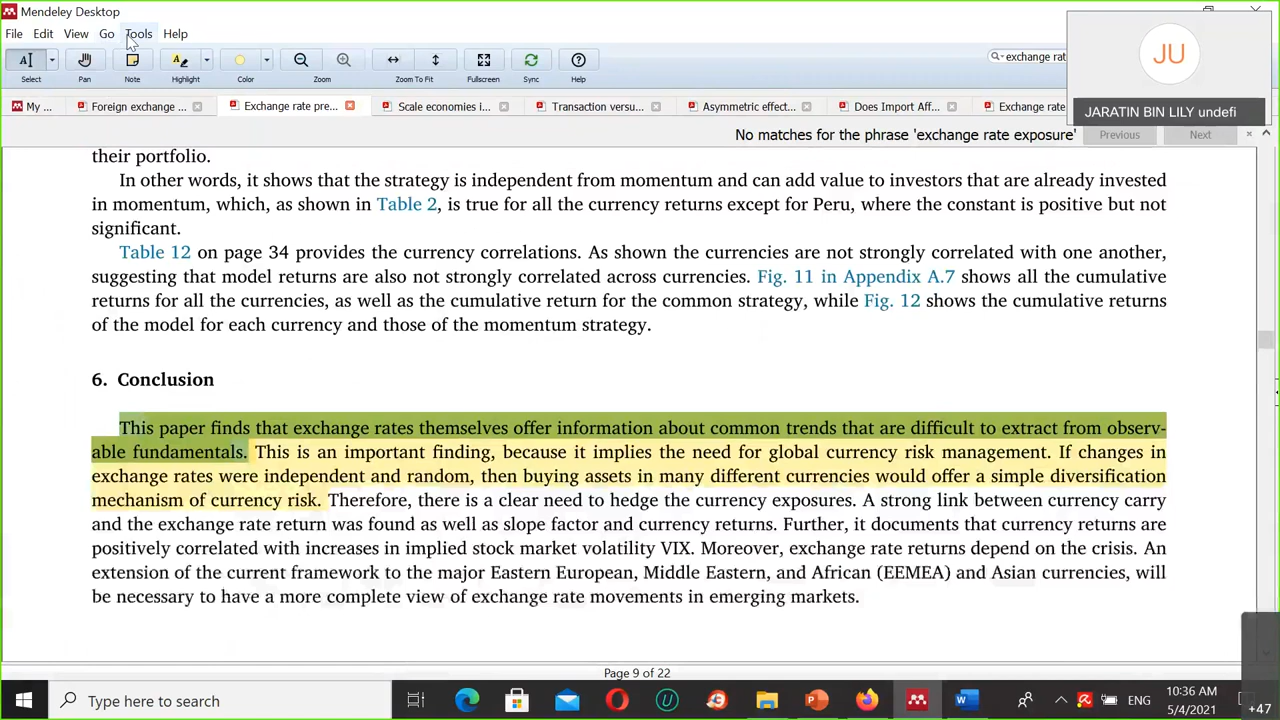 Mendeley Desktop
File Edit View Go Tools Help
Select Pan Note Highlight Color Zoom Zoom To Fit Fullscreen Sync Help
exchange rat
JU
JARATIN BIN LILY undefi
My ... Foreign exchange ... Exchange rate pre... Scale economies i... Transaction versu... Asymmetric effect... Does Import Aff... Exchange rate
No matches for the phrase 'exchange rate exposure' Previous Next
their portfolio.
In other words, it shows that the strategy is independent from momentum and can add value to investors that are already invested
in momentum, which, as shown in Table 2, is true for all the currency returns except for Peru, where the constant is positive but not
significant.
Table 12 on page 34 provides the currency correlations. As shown the currencies are not strongly correlated with one another,
suggesting that model returns are also not strongly correlated across currencies. Fig. 11 in Appendix A.7 shows all the cumulative
returns for all the currencies, as well as the cumulative return for the common strategy, while Fig. 12 shows the cumulative returns
of the model for each currency and those of the momentum strategy.
6. Conclusion
This paper finds that exchange rates themselves offer information about common trends that are difficult to extract from observ-
able fundamentals. This is an important finding, because it implies the need for global currency risk management. If changes in
exchange rates were independent and random, then buying assets in many different currencies would offer a simple diversification
mechanism of currency risk. Therefore, there is a clear need to hedge the currency exposures. A strong link between currency carry
and the exchange rate return was found as well as slope factor and currency returns. Further, it documents that currency returns are
positively correlated with increases in implied stock market volatility VIX. Moreover, exchange rate returns depend on the crisis. An
extension of the current framework to the major Eastern European, Middle Eastern, and African (EEMEA) and Asian currencies, will
be necessary to have a more complete view of exchange rate movements in emerging markets.
Page 9 of 22
Type here to search
ENG
10:36 AM
5/4/2021
+47